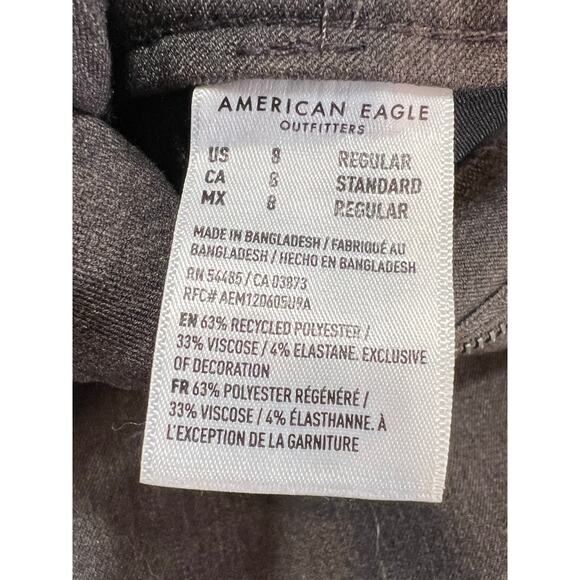 AMERICAN EAGLE
OUTFITTERS
US 8 REGULAR
CA 8 STANDARD
MX 8 REGULAR
MADE IN BANGLADESH / FABRIQUÉ AU
BANGLADESH / HECHO EN BANGLADESH
RN 54485 / CA 03873
RFC# AEM120605U9A
EN 63% RECYCLED POLYESTER /
33% VISCOSE / 4% ELASTANE. EXCLUSIVE
OF DECORATION
FR 63% POLYESTER RÉGÉNÉRÉ /
33% VISCOSE / 4% ÉLASTHANNE. À
L'EXCEPTION DE LA GARNITURE